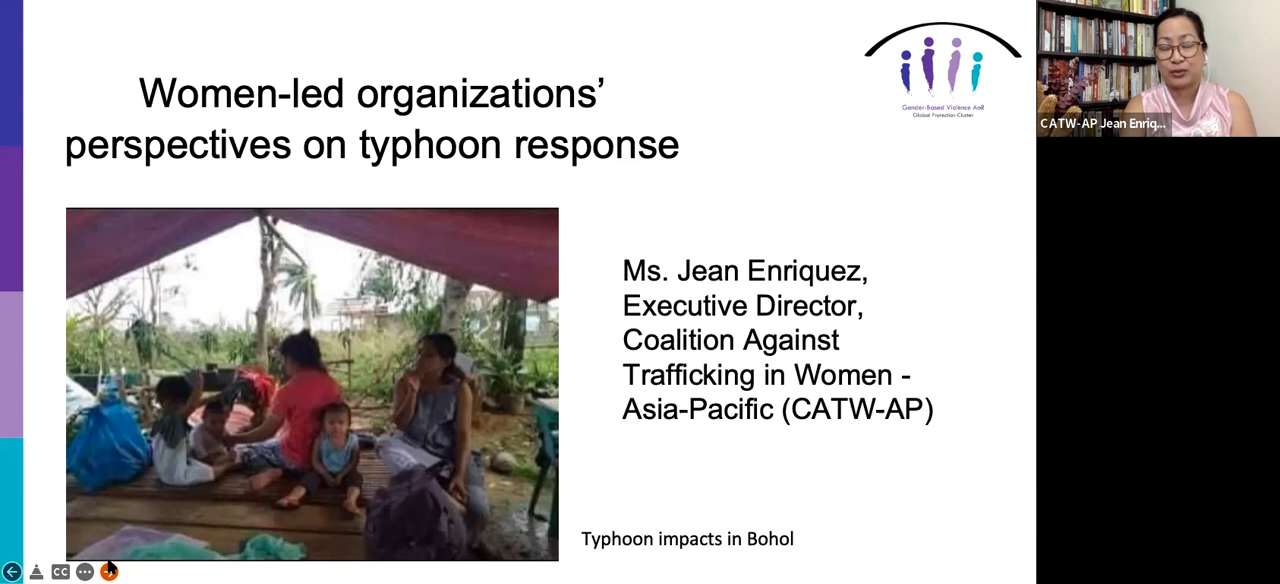 Women-led organizations’
perspectives on typhoon response
Gender-Based Violence AoR
Global Protection Cluster
CATW-AP Jean Enriq...
Ms. Jean Enriquez,
Executive Director,
Coalition Against
Trafficking in Women -
Asia-Pacific (CATW-AP)
Typhoon impacts in Bohol
CC